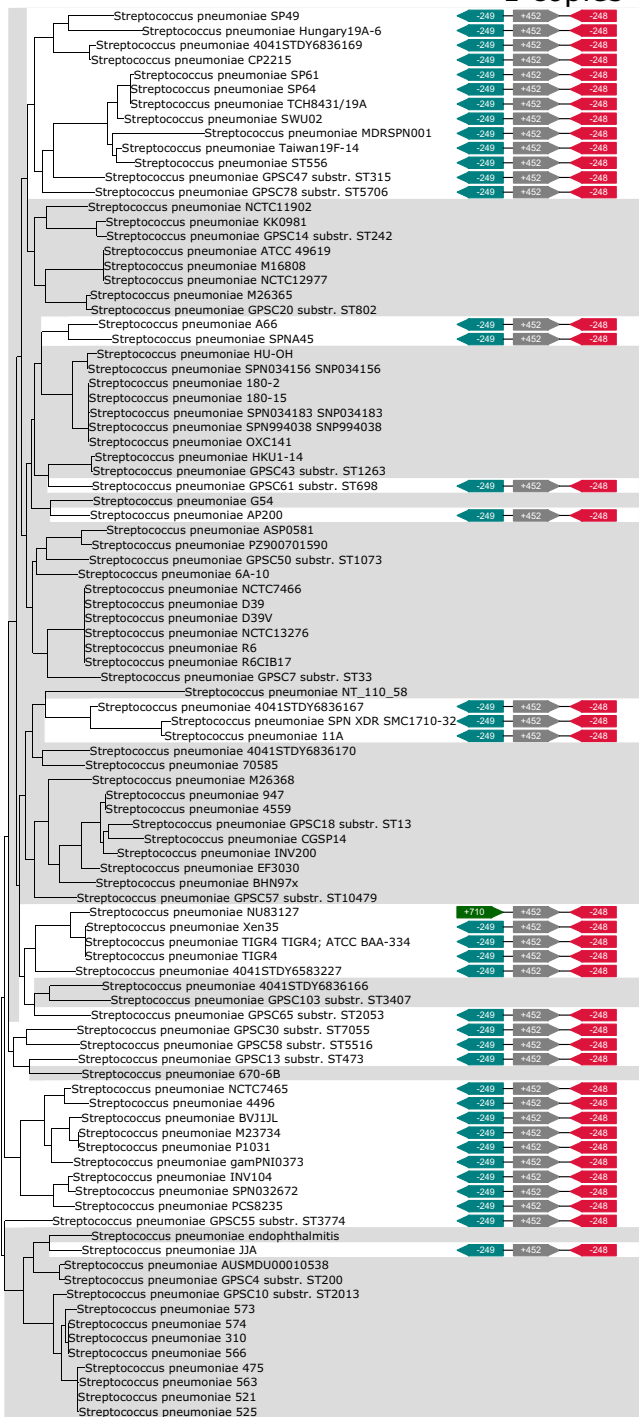 Streptococcus pneumoniae SP49 -249 +452 -248
Streptococcus pneumoniae Hungary19A-6 -249 +452 -248
Streptococcus pneumoniae 4041STDY6836169 -249 +452 -248
Streptococcus pneumoniae CP2215 -249 +452 -248
Streptococcus pneumoniae SP61 -249 +452 -248
Streptococcus pneumoniae SP64 -249 +452 -248
Streptococcus pneumoniae TCH8431/19A -249 +452 -248
Streptococcus pneumoniae SWU02 -249 +452 -248
Streptococcus pneumoniae MDRSPN001 -249 +452 -248
Streptococcus pneumoniae Taiwan19F-14 -249 +452 -248
Streptococcus pneumoniae ST556 -249 +452 -248
Streptococcus pneumoniae GPSC47 substr. ST315 -249 +452 -248
Streptococcus pneumoniae GPSC78 substr. ST5706 -249 +452 -248
Streptococcus pneumoniae NCTC11902
Streptococcus pneumoniae KK0981
Streptococcus pneumoniae GPSC14 substr. ST242
Streptococcus pneumoniae ATCC 49619
Streptococcus pneumoniae M16808
Streptococcus pneumoniae NCTC12977
Streptococcus pneumoniae M26365
Streptococcus pneumoniae GPSC20 substr. ST802
Streptococcus pneumoniae A66 -249 +452 -248
Streptococcus pneumoniae SPNA45 -249 +452 -248
Streptococcus pneumoniae HU-OH
Streptococcus pneumoniae SPN034156 SNP034156
Streptococcus pneumoniae 180-2
Streptococcus pneumoniae 180-15
Streptococcus pneumoniae SPN034183 SNP034183
Streptococcus pneumoniae SPN994038 SNP994038
Streptococcus pneumoniae OXC141
Streptococcus pneumoniae HKU1-14
Streptococcus pneumoniae GPSC43 substr. ST1263
Streptococcus pneumoniae GPSC61 substr. ST698 -249 +452 -248
Streptococcus pneumoniae G54
Streptococcus pneumoniae AP200 -249 +452 -248
Streptococcus pneumoniae ASP0581
Streptococcus pneumoniae PZ900701590
Streptococcus pneumoniae GPSC50 substr. ST1073
Streptococcus pneumoniae 6A-10
Streptococcus pneumoniae NCTC7466
Streptococcus pneumoniae D39
Streptococcus pneumoniae D39V
Streptococcus pneumoniae NCTC13276
Streptococcus pneumoniae R6
Streptococcus pneumoniae R6CIB17
Streptococcus pneumoniae GPSC7 substr. ST33
Streptococcus pneumoniae NT_110_58
Streptococcus pneumoniae 4041STDY6836167 -249 +452 -248
Streptococcus pneumoniae SPN XDR SMC1710-32 -249 +452 -248
Streptococcus pneumoniae 11A -249 +452 -248
Streptococcus pneumoniae 4041STDY6836170
Streptococcus pneumoniae 70585
Streptococcus pneumoniae M26368
Streptococcus pneumoniae 947
Streptococcus pneumoniae 4559
Streptococcus pneumoniae GPSC18 substr. ST13
Streptococcus pneumoniae CGSP14
Streptococcus pneumoniae INV200
Streptococcus pneumoniae EF3030
Streptococcus pneumoniae BHN97x
Streptococcus pneumoniae GPSC57 substr. ST10479
Streptococcus pneumoniae NU83127 +710 +452 -248
Streptococcus pneumoniae Xen35 -249 +452 -248
Streptococcus pneumoniae TIGR4 TIGR4; ATCC BAA-334 -249 +452 -248
Streptococcus pneumoniae TIGR4 -249 +452 -248
Streptococcus pneumoniae 4041STDY6583227 -249 +452 -248
Streptococcus pneumoniae 4041STDY6836166
Streptococcus pneumoniae GPSC103 substr. ST3407
Streptococcus pneumoniae GPSC65 substr. ST2053 -249 +452 -248
Streptococcus pneumoniae GPSC30 substr. ST7055 -249 +452 -248
Streptococcus pneumoniae GPSC58 substr. ST5516 -249 +452 -248
Streptococcus pneumoniae GPSC13 substr. ST473 -249 +452 -248
Streptococcus pneumoniae 670-6B
Streptococcus pneumoniae NCTC7465 -249 +452 -248
Streptococcus pneumoniae 4496 -249 +452 -248
Streptococcus pneumoniae BVJ1JL -249 +452 -248
Streptococcus pneumoniae M23734 -249 +452 -248
Streptococcus pneumoniae P1031 -249 +452 -248
Streptococcus pneumoniae gamPNI0373 -249 +452 -248
Streptococcus pneumoniae INV104 -249 +452 -248
Streptococcus pneumoniae SPN032672 -249 +452 -248
Streptococcus pneumoniae PCS8235 -249 +452 -248
Streptococcus pneumoniae GPSC55 substr. ST3774 -249 +452 -248
Streptococcus pneumoniae endophthalmitis
Streptococcus pneumoniae JJA -249 +452 -248
Streptococcus pneumoniae AUSMDU00010538
Streptococcus pneumoniae GPSC4 substr. ST200
Streptococcus pneumoniae GPSC10 substr. ST2013
Streptococcus pneumoniae 573
Streptococcus pneumoniae 574
Streptococcus pneumoniae 310
Streptococcus pneumoniae 566
Streptococcus pneumoniae 475
Streptococcus pneumoniae 563
Streptococcus pneumoniae 521
Streptococcus pneumoniae 525